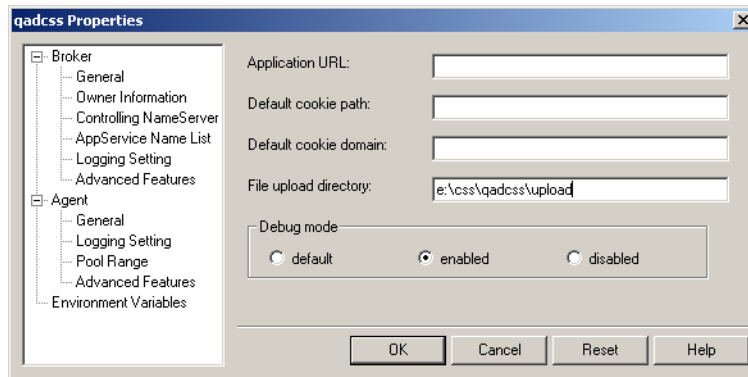 qadcss Properties
Broker
General
Owner Information
Controlling NameServer
AppService Name List
Logging Setting
Advanced Features
Agent
General
Logging Setting
Pool Range
Advanced Features
Environment Variables
Application URL:
Default cookie path:
Default cookie domain:
File upload directory: e:\css\qadcss\upload
Debug mode
default enabled disabled
OK Cancel Reset Help